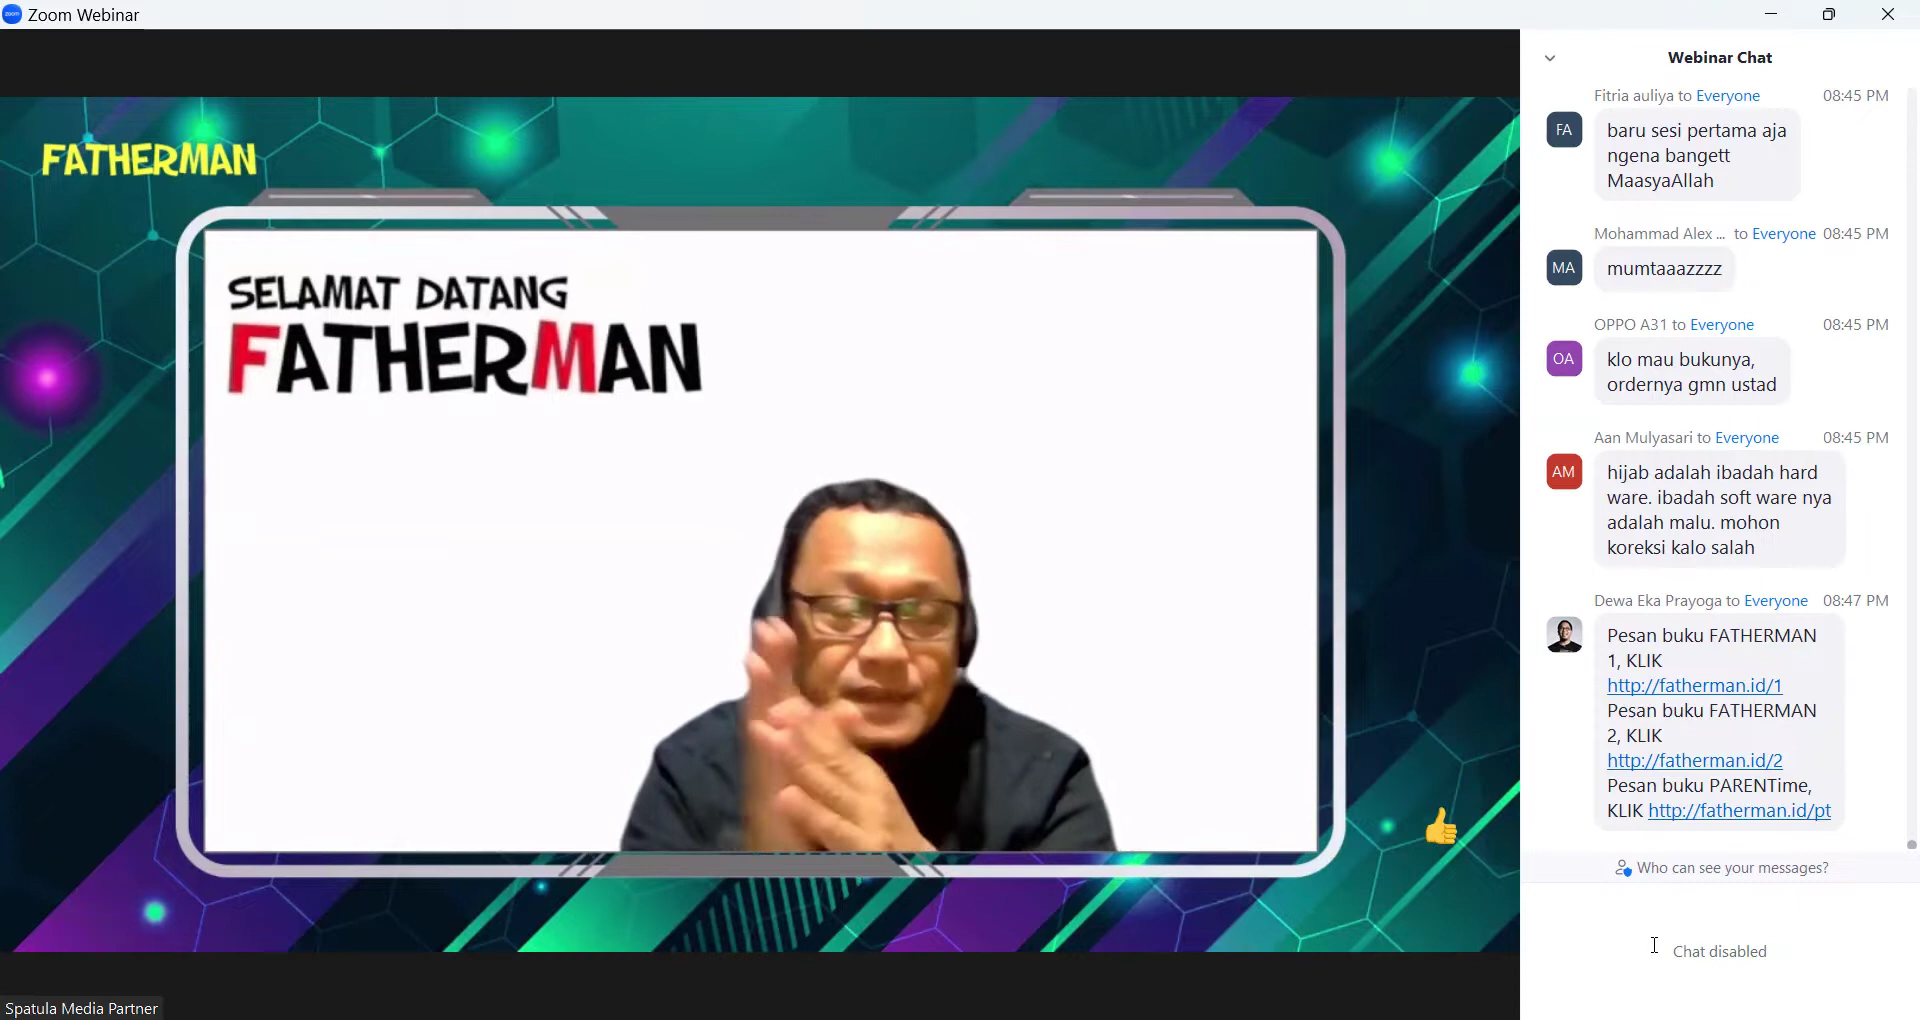 Zoom Webinar
FATHERMAN
SELAMAT DATANG
FATHERMAN
Spatula Media Partner
Webinar Chat
Fitria auliya to Everyone 08:45 PM
FA
baru sesi pertama aja
ngena bangett
MaasyaAllah
Mohammad Alex ... to Everyone 08:45 PM
MA
mumtaaazzzz
OPPO A31 to Everyone 08:45 PM
OA
klo mau bukunya,
ordernya gmn ustad
Aan Mulyasari to Everyone 08:45 PM
AM
hijab adalah ibadah hard
ware. ibadah soft ware nya
adalah malu. mohon
koreksi kalo salah
Dewa Eka Prayoga to Everyone 08:47 PM
Pesan buku FATHERMAN
1, KLIK
http://fatherman.id/1
Pesan buku FATHERMAN
2, KLIK
http://fatherman.id/2
Pesan buku PARENTime,
KLIK http://fatherman.id/pt
Who can see your messages?
Chat disabled